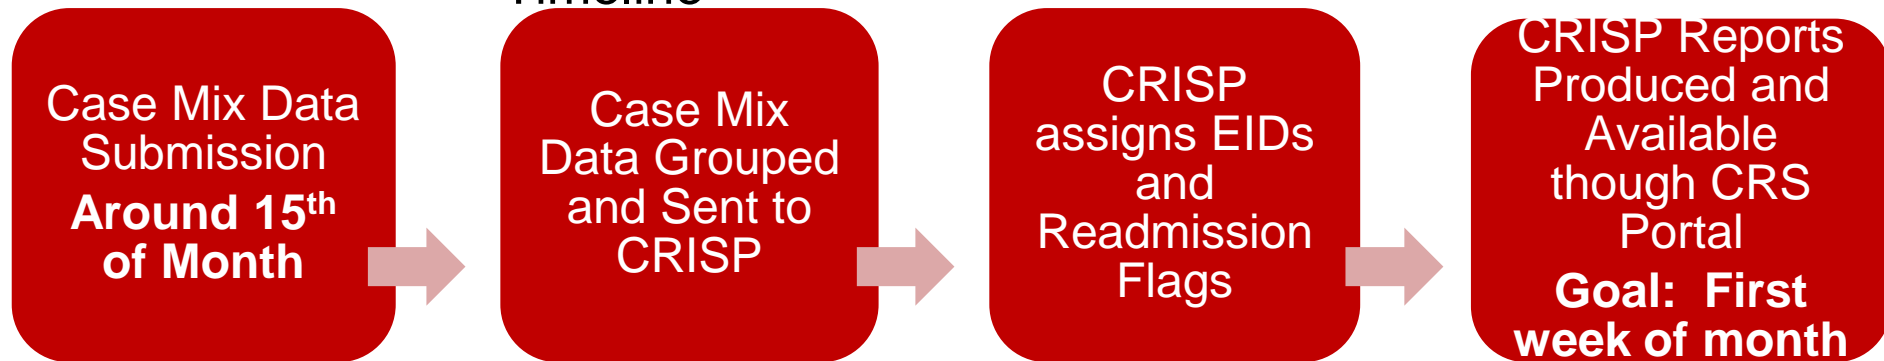 Timeline
Case Mix Data
Submission
Around 15th
of Month
Case Mix
Data Grouped
and Sent to
CRISP
CRISP
assigns EIDs
and
Readmission
Flags
CRISP Reports
Produced and
Available
though CRS
Portal
Goal: First
week of month